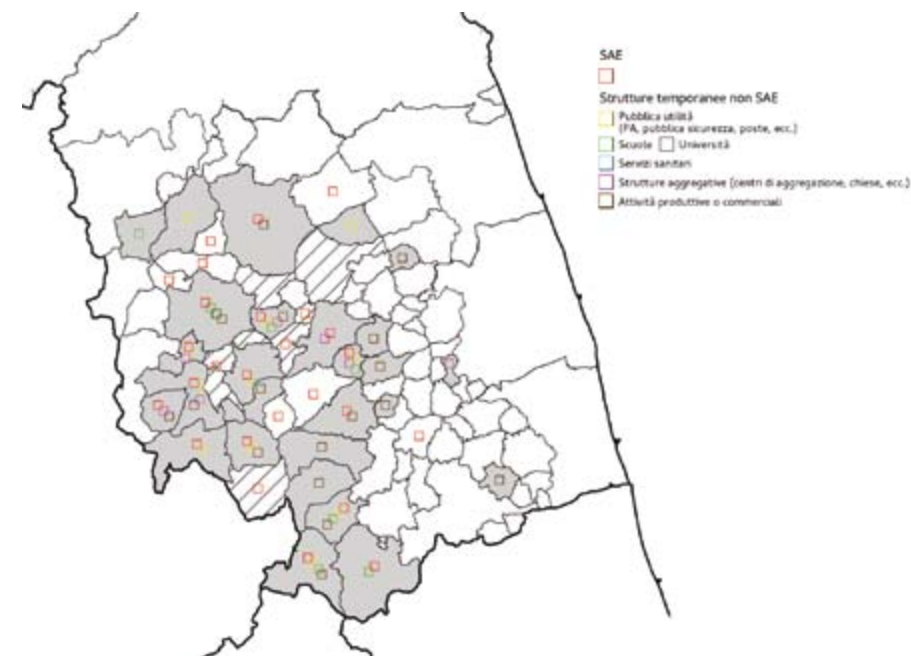 SAE
Strutture temporanee non SAE
Pubblica utilità
(PA, pubblica sicurezza, poste, ecc.)
Scuole Università
Servizi sanitari
Strutture aggregative (centri di aggregazione, chiese, ecc.)
Attività produttive o commerciali